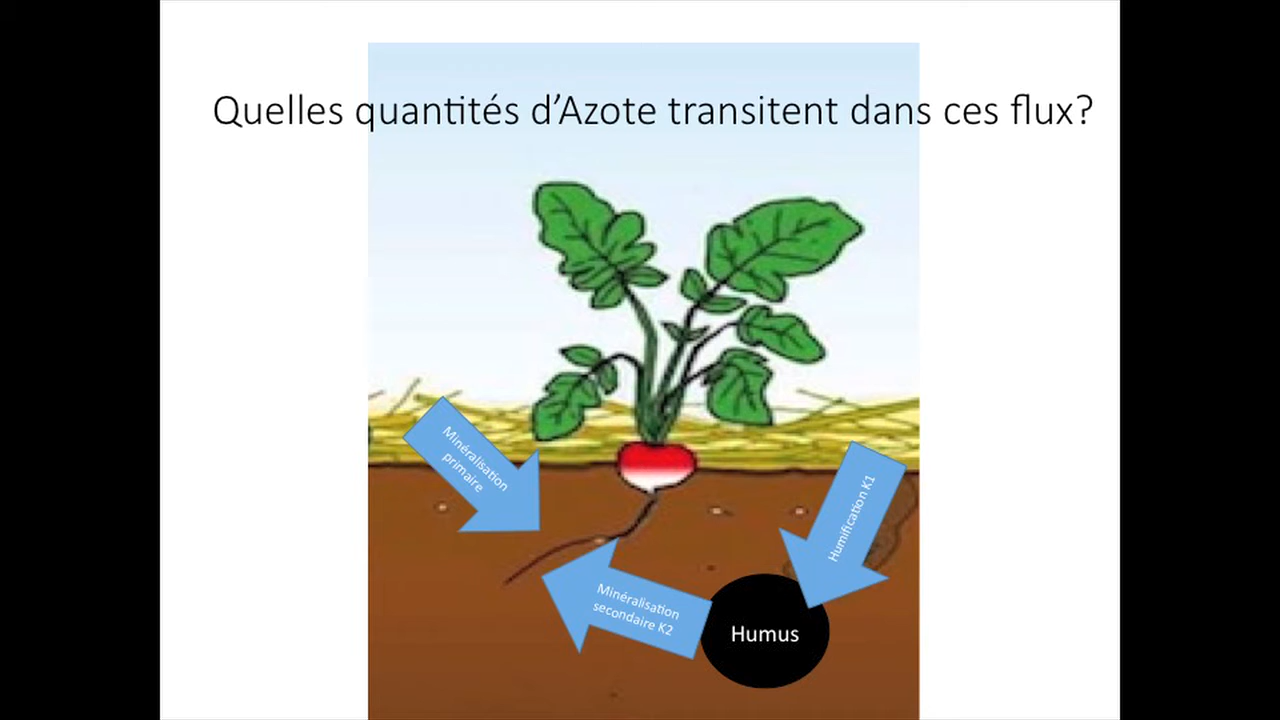 Quelles quantités d’Azote transitent dans ces flux?
Minéralisation
primaire
Humification K1
Minéralisation
secondaire K2
Humus